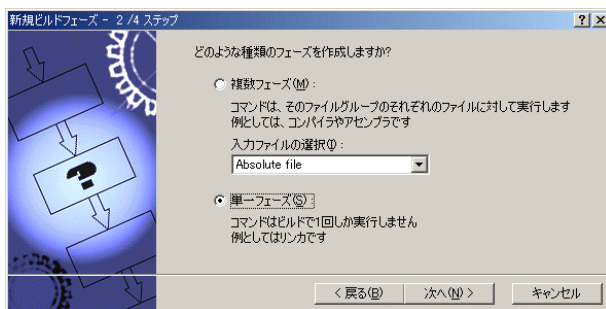 新規ビルドフェーズ - 2 /4 ステップ
どのような種類のフェーズを作成しますか?
複数フェーズ(M) :
コマンドは、そのファイルグループのそれぞれのファイルに対して実行します
例としては、コンパイラやアセンブラです
入力ファイルの選択(I) :
Absolute file
単一フェーズ(S) :
コマンドはビルドで1回しか実行しません
例としてはリンカです
< 戻る(B)
次へ(N) >
キャンセル